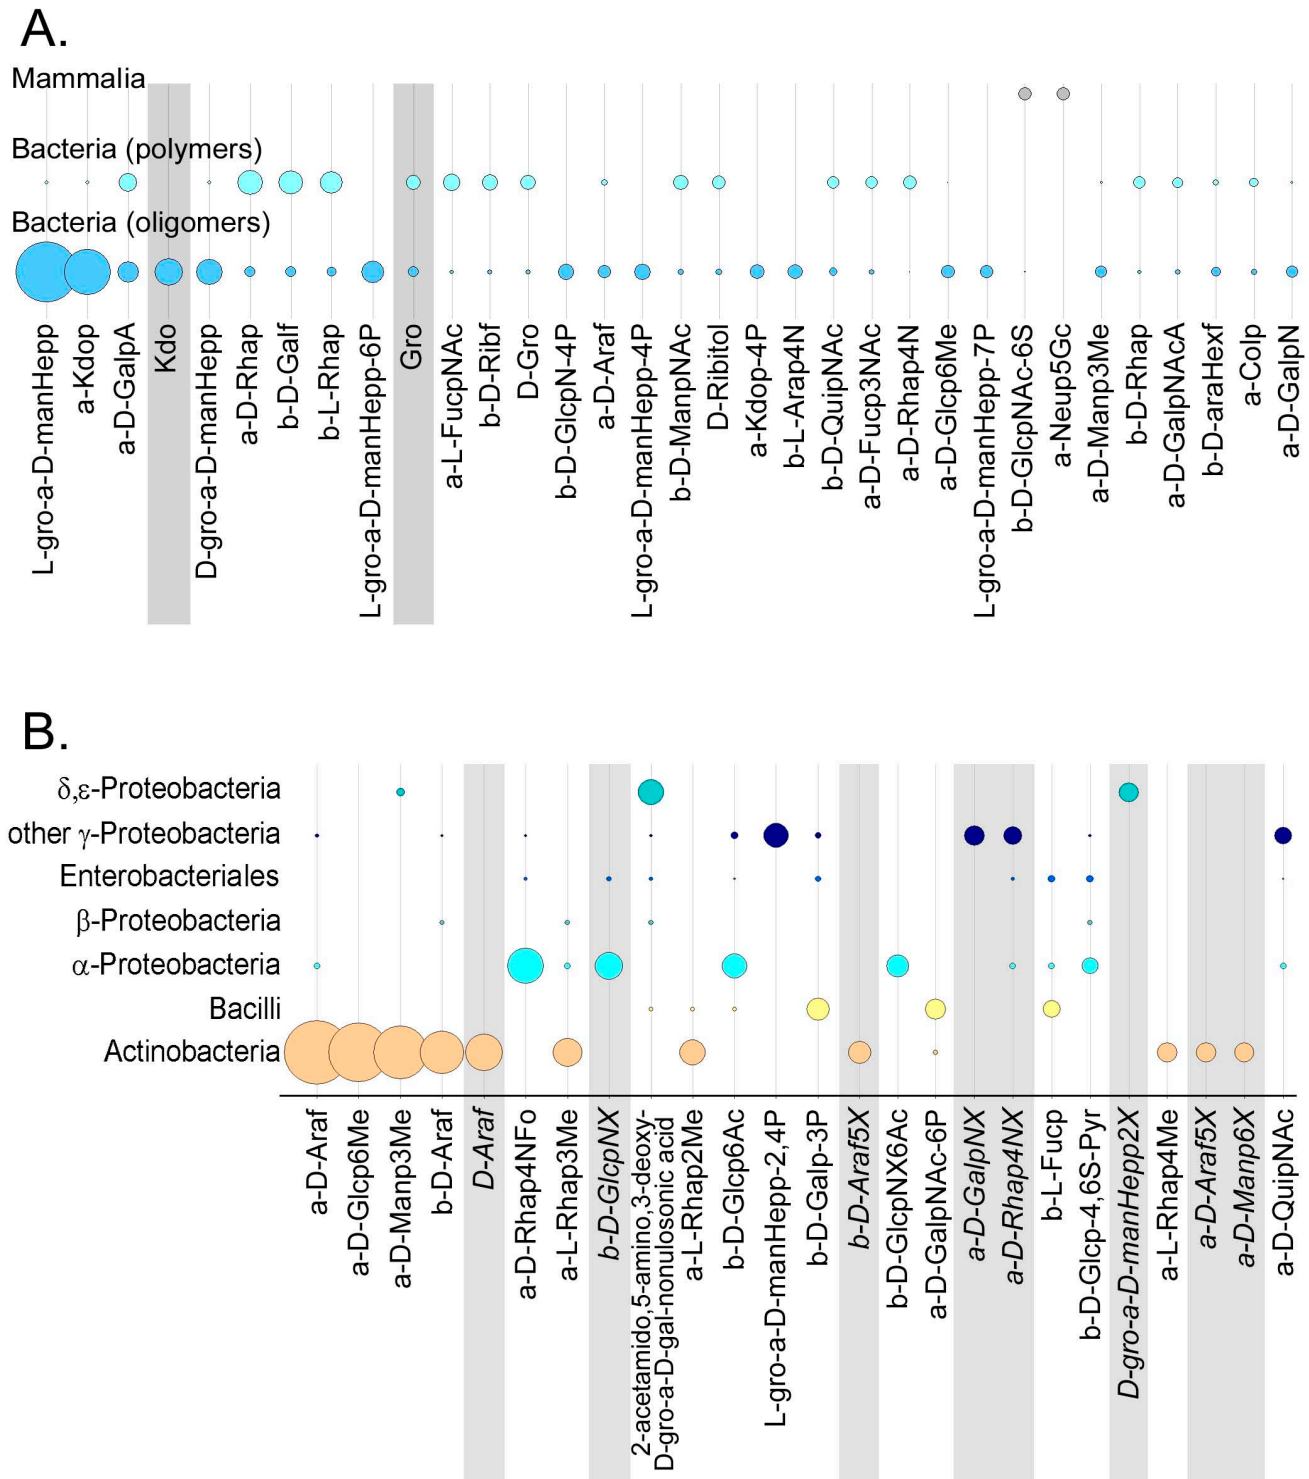 A.
Mammalia
Bacteria (polymers)
Bacteria (oligomers)
L-gro-a-D-manHepp
a-Kdop
a-D-GalpA
Kdo
D-gro-a-D-manHepp
a-D-Rhap
b-D-Galf
b-L-Rhap
L-gro-a-D-manHepp-6P
Gro
a-L-FucpNAc
b-D-Ribf
D-Gro
b-D-GlcpN-4P
a-D-Araf
L-gro-a-D-manHepp-4P
b-D-ManpNAc
D-Ribitol
a-Kdop-4P
b-L-Arap4N
b-D-QuipNAc
a-D-Fucp3NAc
a-D-Rhap4N
a-D-Glcp6Me
L-gro-a-D-manHepp-7P
b-D-GlcpNAc-6S
a-Neup5Gc
a-D-Manp3Me
b-D-Rhap
a-D-GalpNAcA
b-D-araHexf
a-Colp
a-D-GalpN
B.
δ,ε-Proteobacteria
other γ-Proteobacteria
Enterobacteriales
β-Proteobacteria
α-Proteobacteria
Bacilli
Actinobacteria
a-D-Araf
a-D-Glcp6Me
a-D-Manp3Me
b-D-Araf
D-Araf
a-D-Rhap4NFo
a-L-Rhap3Me
b-D-GlcpNX
2-acetamido,5-amino,3-deoxy-
D-gro-a-D-gal-nonulosonic acid
a-L-Rhap2Me
b-D-Glcp6Ac
L-gro-a-D-manHepp-2,4P
b-D-Galp-3P
b-D-Araf5X
b-D-GlcpNX6Ac
a-D-GalpNAc-6P
a-D-GalpNX
a-D-Rhap4NX
b-L-Fucp
b-D-Glcp-4,6S-Pyr
D-gro-a-D-manHepp2X
a-L-Rhap4Me
a-D-Araf5X
a-D-Manp6X
a-D-QuipNAc